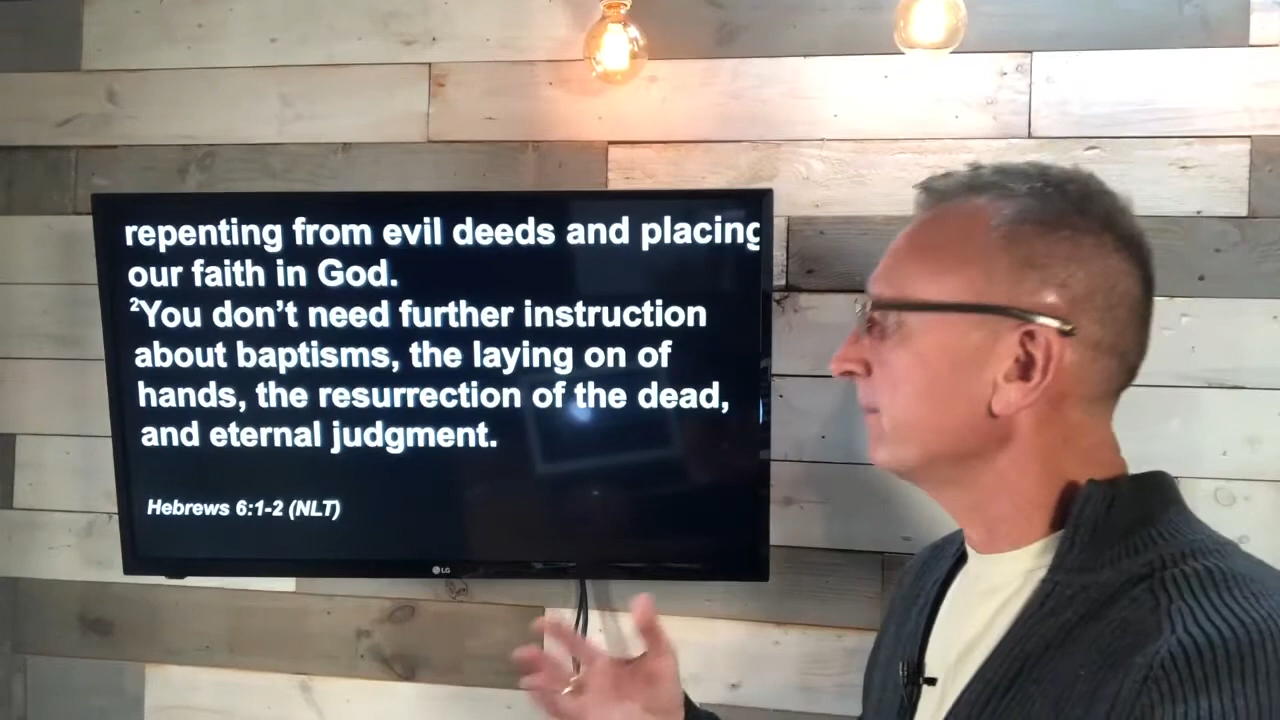 repenting from evil deeds and placing
our faith in God.
²You don’t need further instruction
about baptisms, the laying on of
hands, the resurrection of the dead,
and eternal judgment.
Hebrews 6:1-2 (NLT)
LG